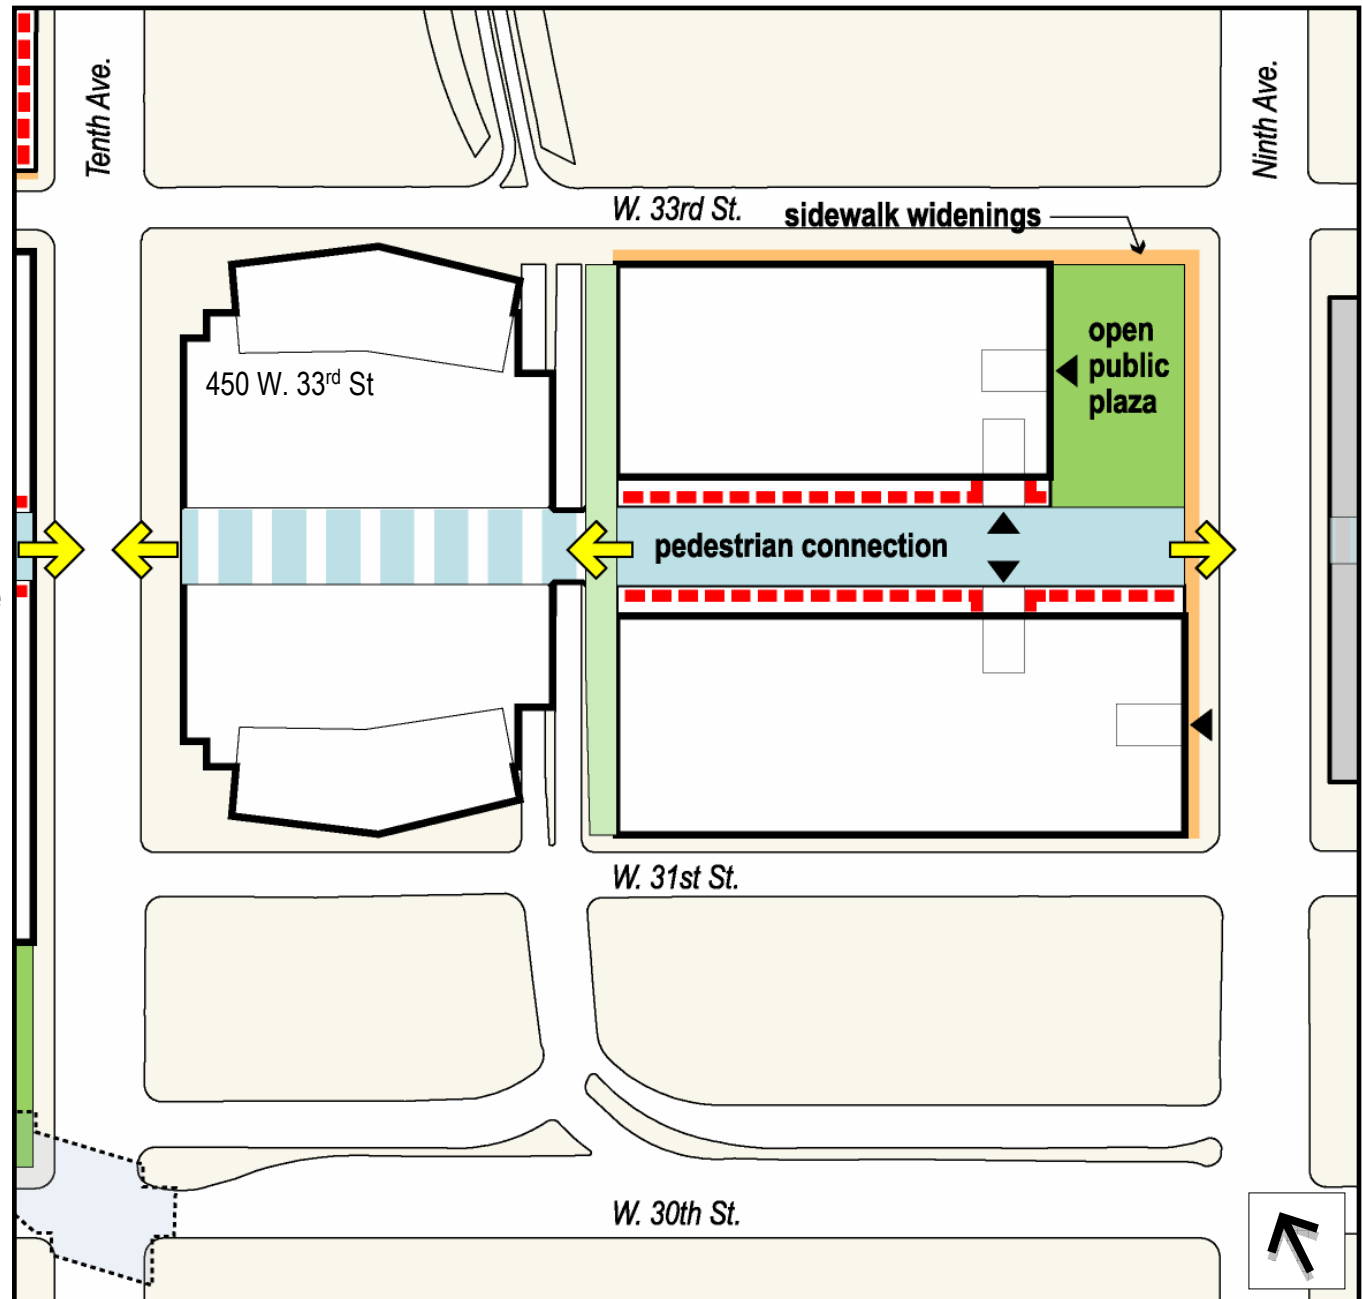 Tenth Ave.
Ninth Ave.
W. 33rd St.
sidewalk widenings
open
public
plaza
450 W. 33rd St
pedestrian connection
W. 31st St.
W. 30th St.